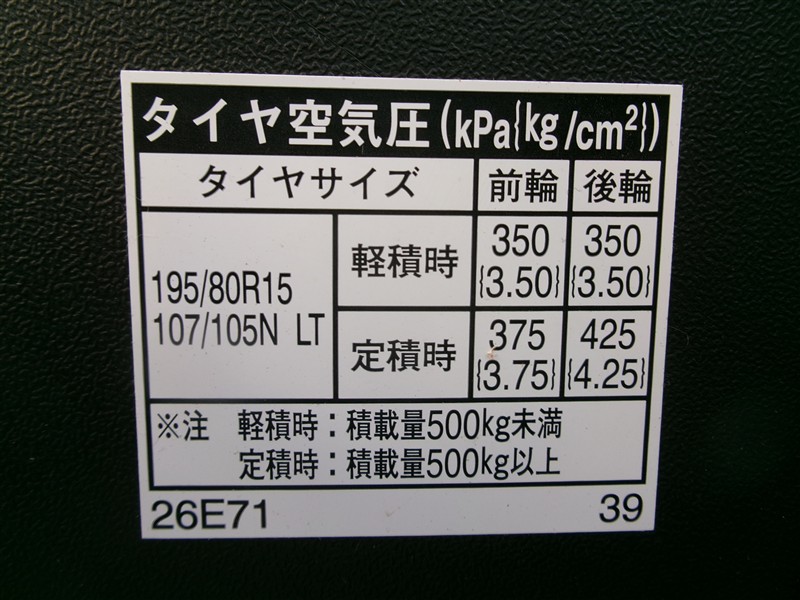 タイヤ空気圧(kPa{kg/cm²})
タイヤサイズ 前輪 後輪
195/80R15
107/105N LT
軽積時 350 350
{3.50} {3.50}
定積時 375 425
{3.75} {4.25}
※注 軽積時：積載量500kg未満
定積時：積載量500kg以上
26E71 39